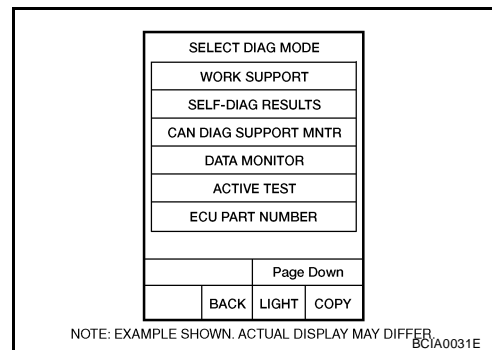 SELECT DIAG MODE
WORK SUPPORT
SELF-DIAG RESULTS
CAN DIAG SUPPORT MNTR
DATA MONITOR
ACTIVE TEST
ECU PART NUMBER
Page Down
BACK LIGHT COPY
NOTE: EXAMPLE SHOWN. ACTUAL DISPLAY MAY DIFFER.
BCIA0031E